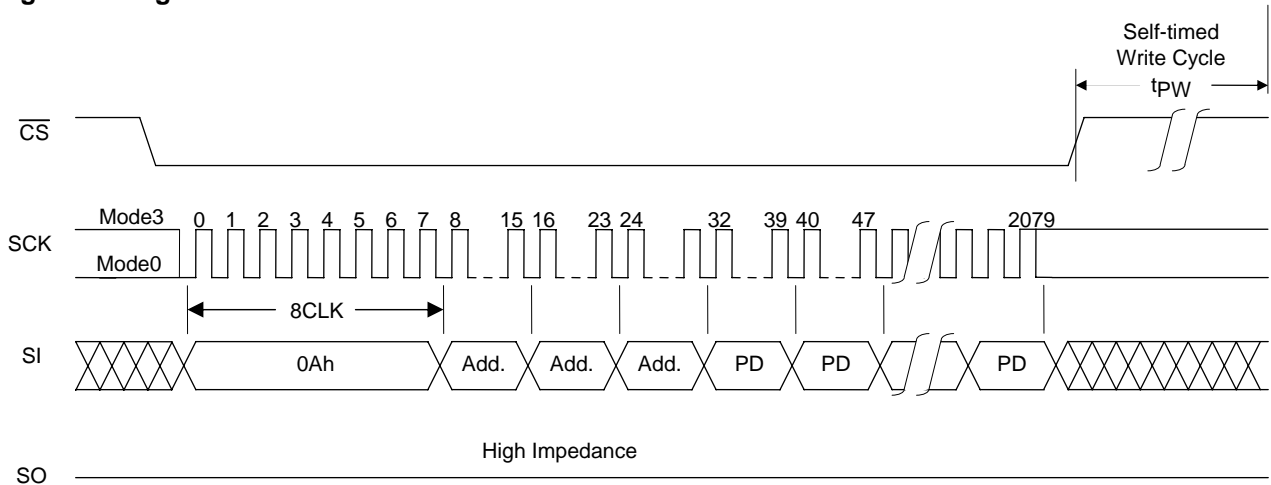 Self-timed
Write Cycle
tPW
CS
Mode3 0 1 2 3 4 5 6 7 8 15 16 23 24 32 39 40 47 2079
SCK
Mode0
8CLK
SI 0Ah Add. Add. Add. PD PD PD
High Impedance
SO